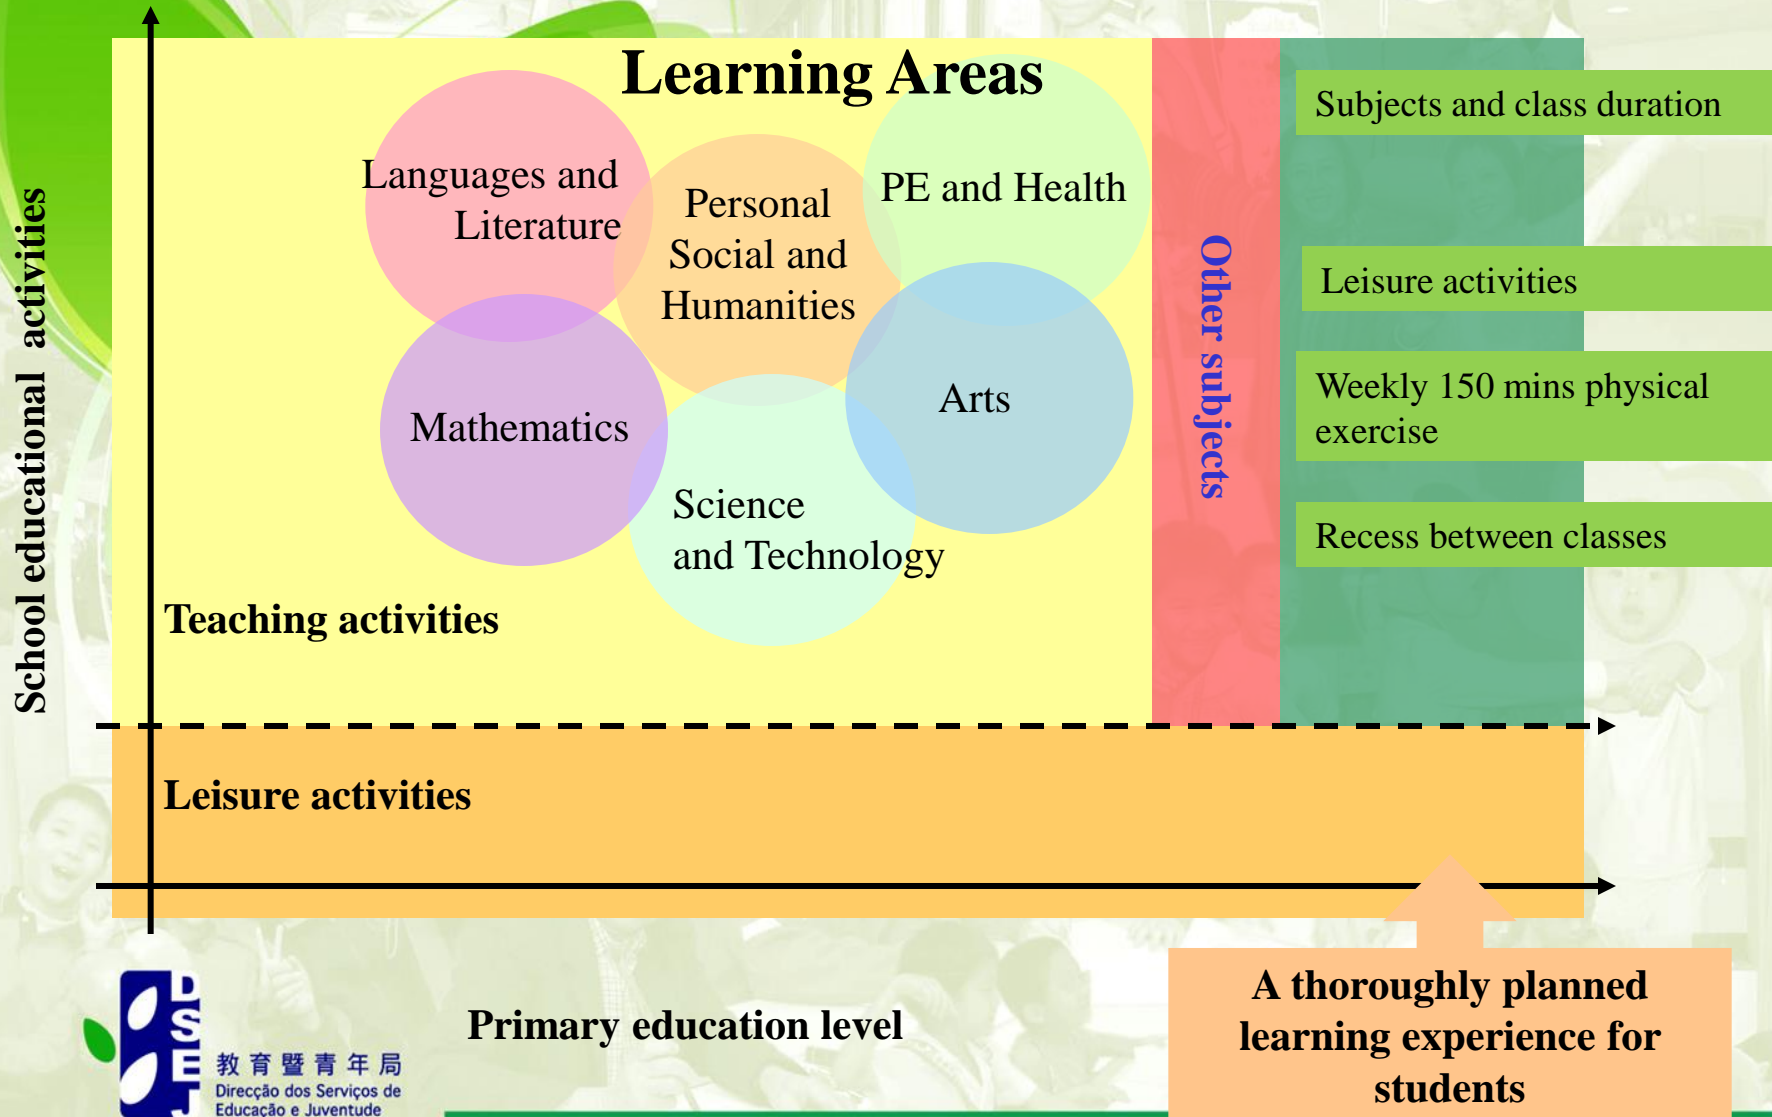 Learning Areas
Languages and
Literature
Personal
Social and
Humanities
PE and Health
Mathematics
Science
and Technology
Arts
Other subjects
Subjects and class duration
Leisure activities
Weekly 150 mins physical
exercise
Recess between classes
School educational activities
Teaching activities
Leisure activities
Primary education level
A thoroughly planned
learning experience for
students
DSEJ
教育暨青年局
Direcção dos Serviços de
Educação e Juventude